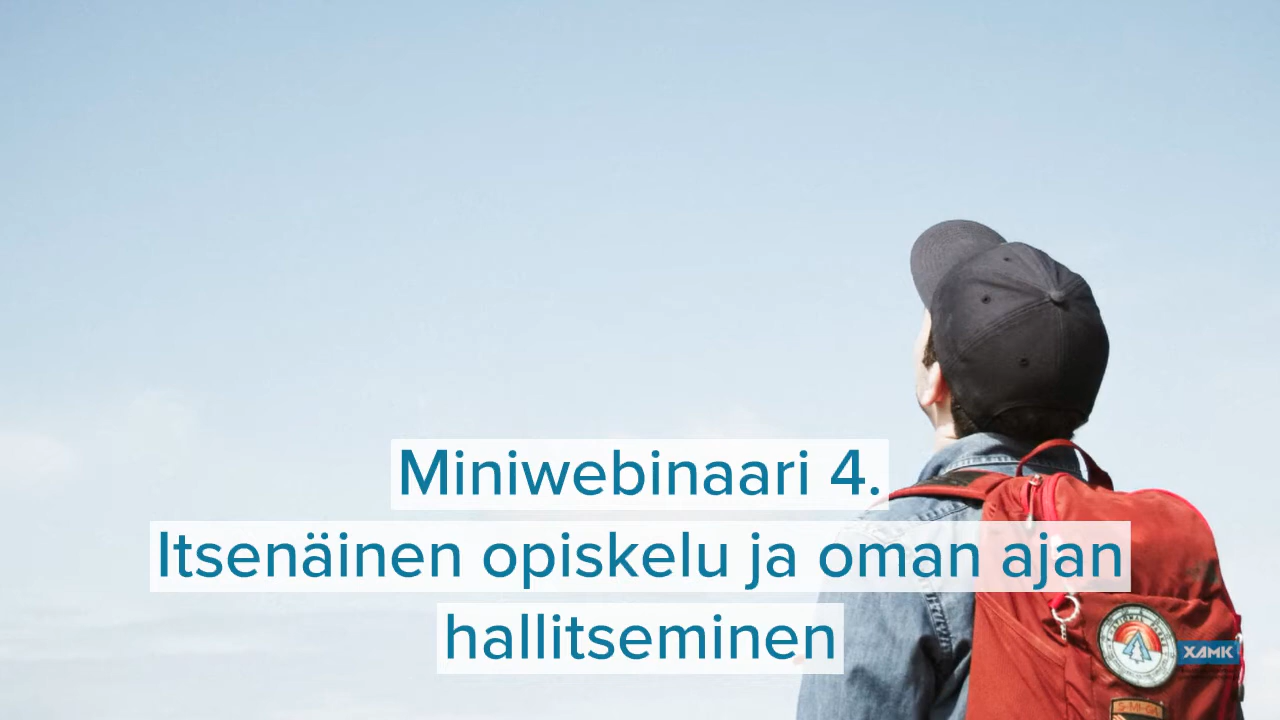 Miniwebinaari 4.
Itsenäinen opiskelu ja oman ajan
hallitseminen
XAMK